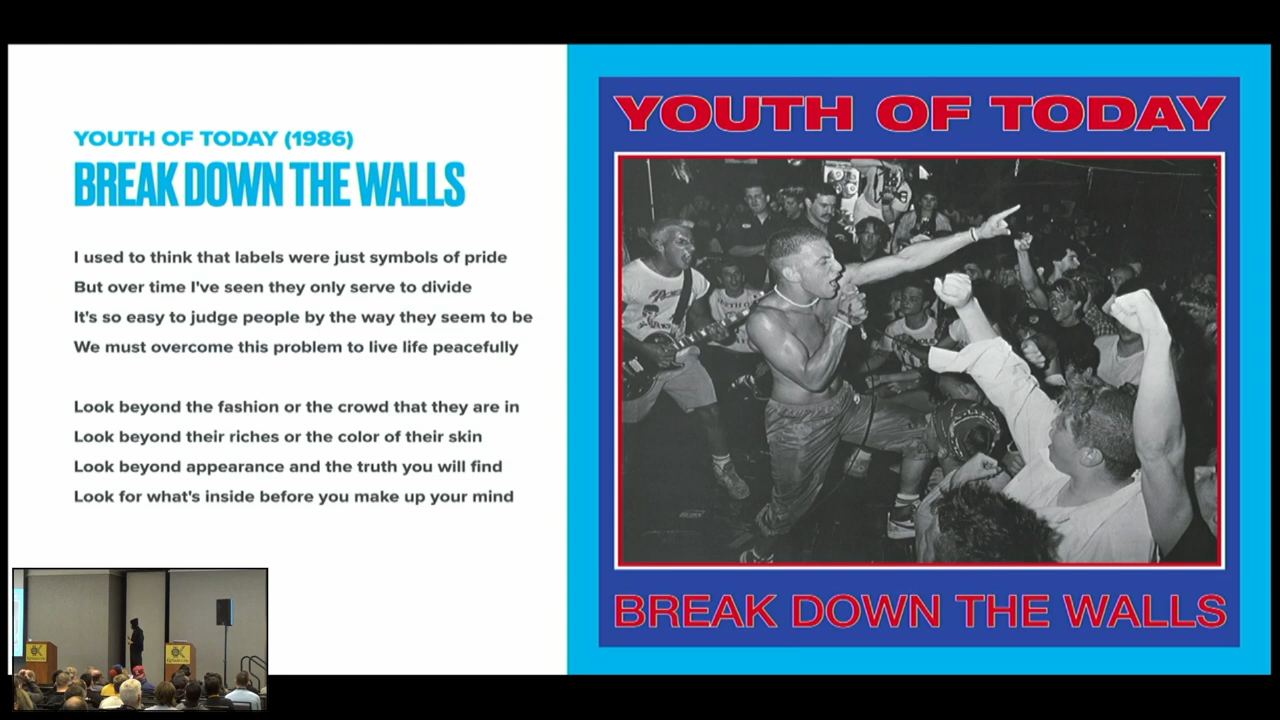 YOUTH OF TODAY (1986)
BREAK DOWN THE WALLS
I used to think that labels were just symbols of pride
But over time I've seen they only serve to divide
It's so easy to judge people by the way they seem to be
We must overcome this problem to live life peacefully
Look beyond the fashion or the crowd that they are in
Look beyond their riches or the color of their skin
Look beyond appearance and the truth you will find
Look for what's inside before you make up your mind
YOUTH OF TODAY
BREAK DOWN THE WALLS